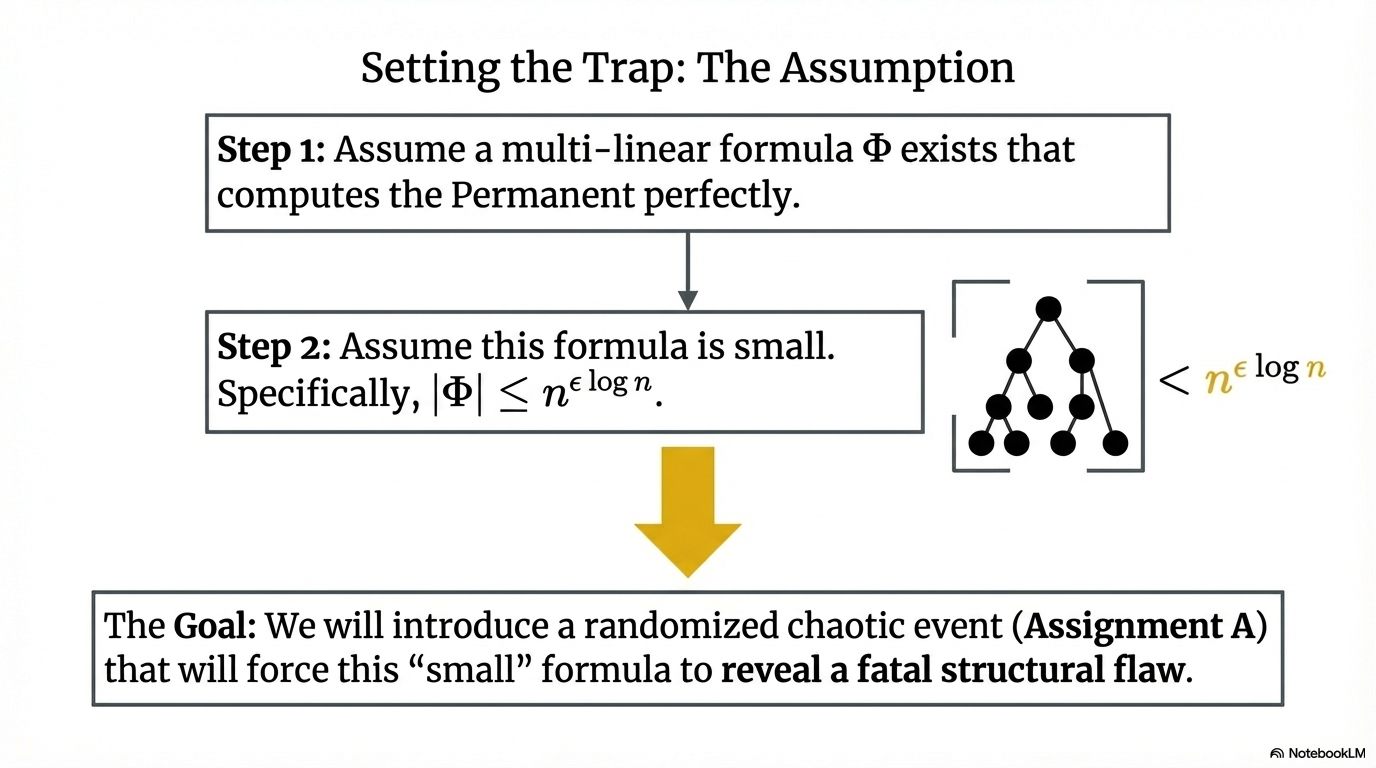 Setting the Trap: The Assumption
Step 1: Assume a multi-linear formula Φ exists that
computes the Permanent perfectly.
Step 2: Assume this formula is small.
Specifically, |Φ| ≤ n^{ϵ log n}.
< n^{ϵ log n}
The Goal: We will introduce a randomized chaotic event (Assignment A)
that will force this “small” formula to reveal a fatal structural flaw.
NotebookLM